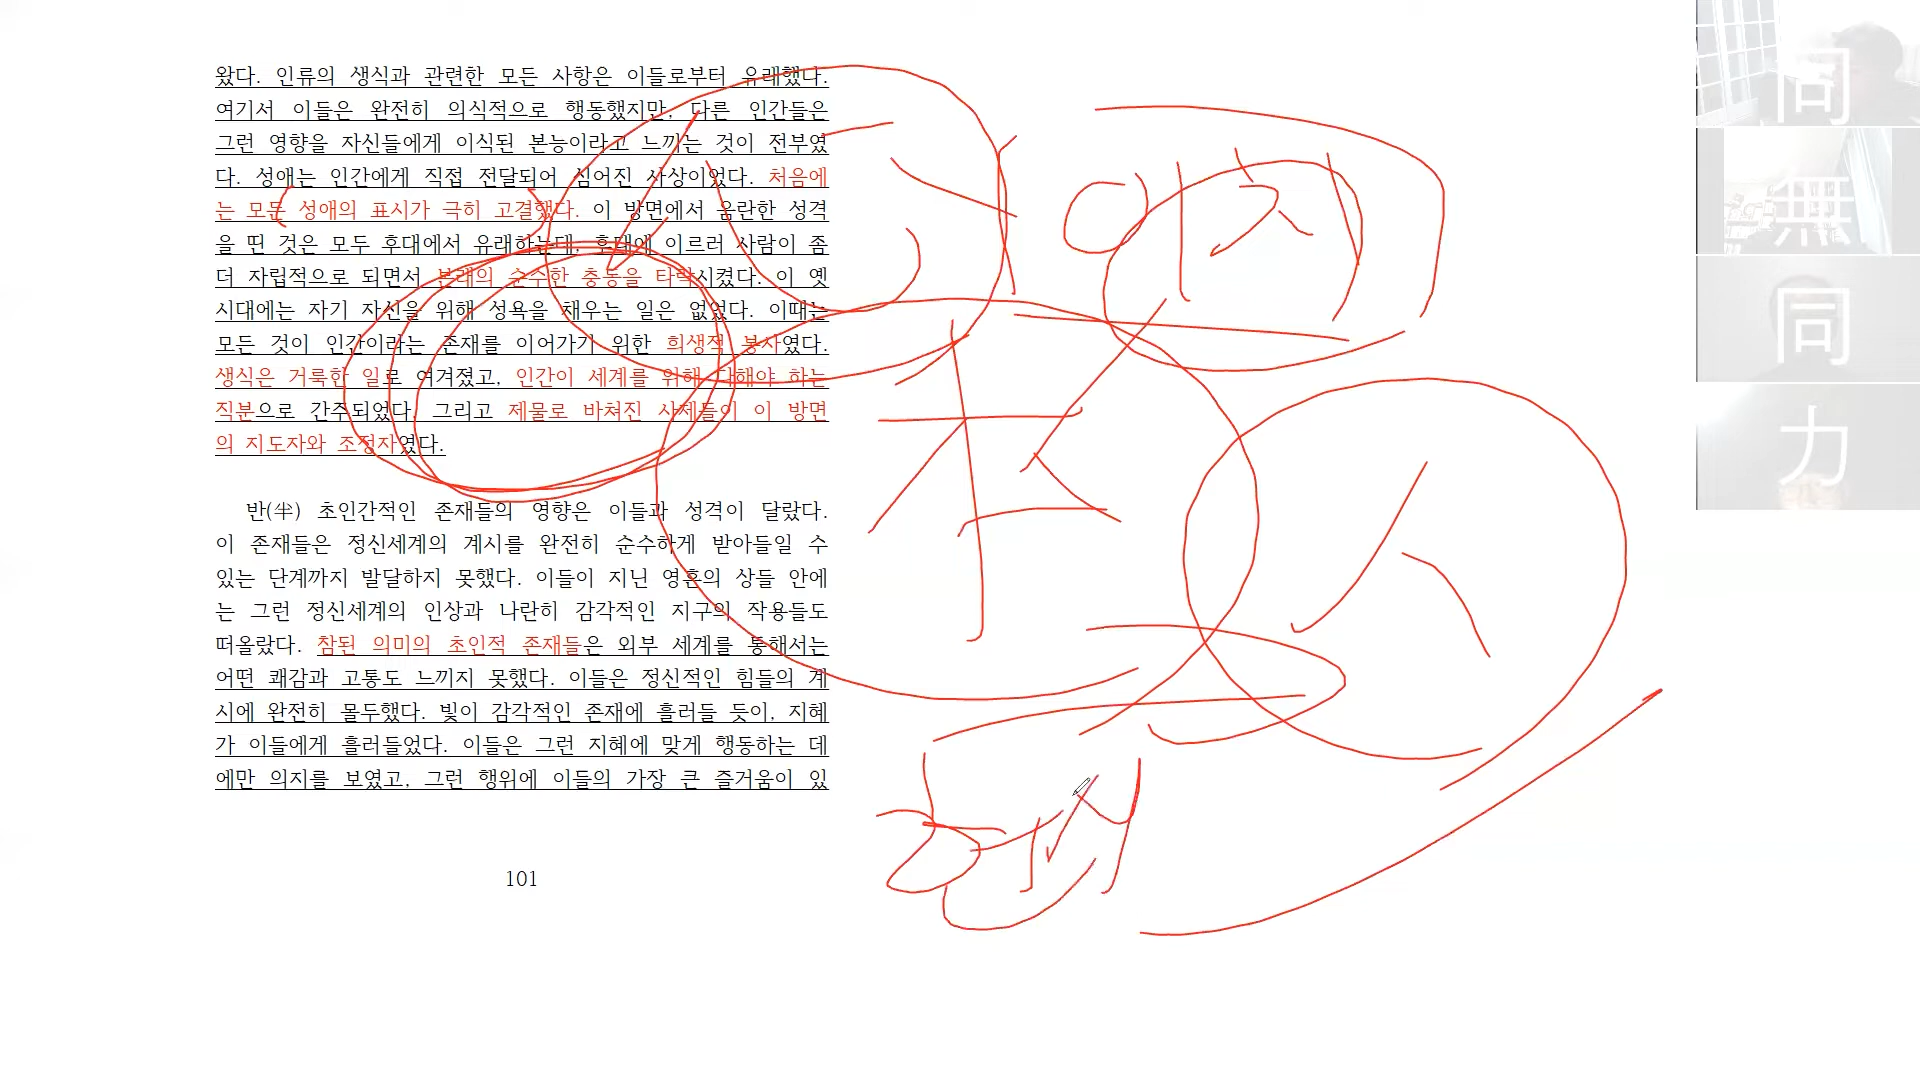 왔다. 인류의 생식과 관련한 모든 사항은 이들로부터 유래했다.
여기서 이들은 완전히 의식적으로 행동했지만, 다른 인간들은
그런 영향을 자신들에게 이식된 본능이라고 느끼는 것이 전부였
다. 성애는 인간에게 직접 전달되어 심어진 사상이었다. 처음에
는 모든 성애의 표시가 극히 고결했다. 이 방면에서 음란한 성격
을 띤 것은 모두 후대에서 유래하는데, 후대에 이르러 사람이 좀
더 자립적으로 되면서 본래의 순수한 충동을 타락시켰다. 이 옛
시대에는 자기 자신을 위해 성욕을 채우는 일은 없었다. 이때는
모든 것이 인간이라는 존재를 이어가기 위한 희생적 봉사였다.
생식은 거룩한 일로 여겨졌고, 인간이 세계를 위해 다해야 하는
직분으로 간주되었다. 그리고 제물로 바쳐진 사제들이 이 방면
의 지도자와 조정자였다.
반(半) 초인간적인 존재들의 영향은 이들과 성격이 달랐다.
이 존재들은 정신세계의 계시를 완전히 순수하게 받아들일 수
있는 단계까지 발달하지 못했다. 이들이 지닌 영혼의 상들 안에
는 그런 정신세계의 인상과 나란히 감각적인 지구의 작용들도
떠올랐다. 참된 의미의 초인적 존재들은 외부 세계를 통해서는
어떤 쾌감과 고통도 느끼지 못했다. 이들은 정신적인 힘들의 계
시에 완전히 몰두했다. 빛이 감각적인 존재에 흘러들 듯이, 지혜
가 이들에게 흘러들었다. 이들은 그런 지혜에 맞게 행동하는 데
에만 의지를 보였고, 그런 행위에 이들의 가장 큰 즐거움이 있
101
同
無
同
力